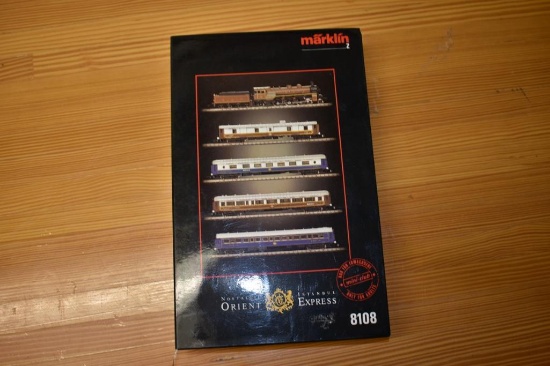 märklin
Z
NOSTALGIE ISTANBUL
ORIENT EXPRESS
8108